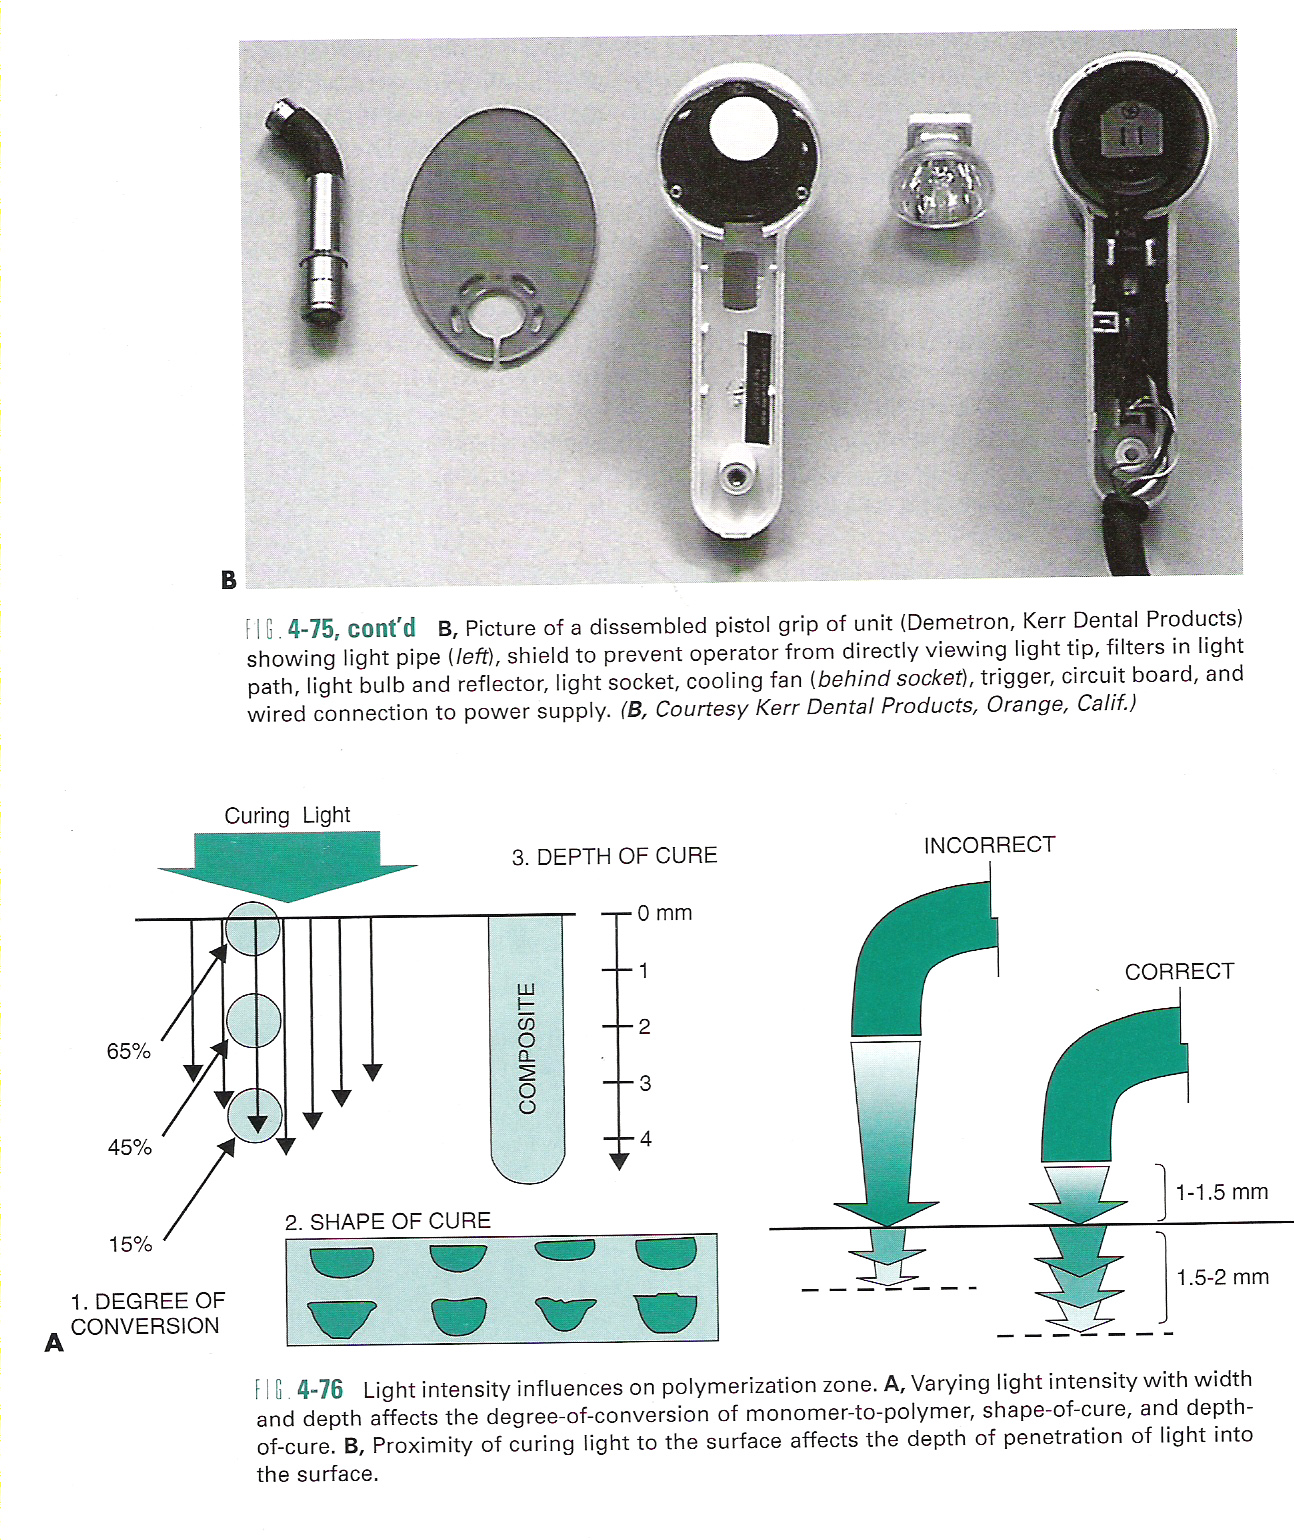 B
FIG. 4-75, cont'd B, Picture of a dissembled pistol grip of unit (Demetron, Kerr Dental Products)
showing light pipe (left), shield to prevent operator from directly viewing light tip, filters in light
path, light bulb and reflector, light socket, cooling fan (behind socket), trigger, circuit board, and
wired connection to power supply. (B, Courtesy Kerr Dental Products, Orange, Calif.)
Curing Light
3. DEPTH OF CURE
0 mm
1
2
3
4
COMPOSITE
65%
45%
15%
1. DEGREE OF
CONVERSION
A
2. SHAPE OF CURE
INCORRECT
CORRECT
1-1.5 mm
1.5-2 mm
FIG. 4-76 Light intensity influences on polymerization zone. A, Varying light intensity with width
and depth affects the degree-of-conversion of monomer-to-polymer, shape-of-cure, and depth-
of-cure. B, Proximity of curing light to the surface affects the depth of penetration of light into
the surface.